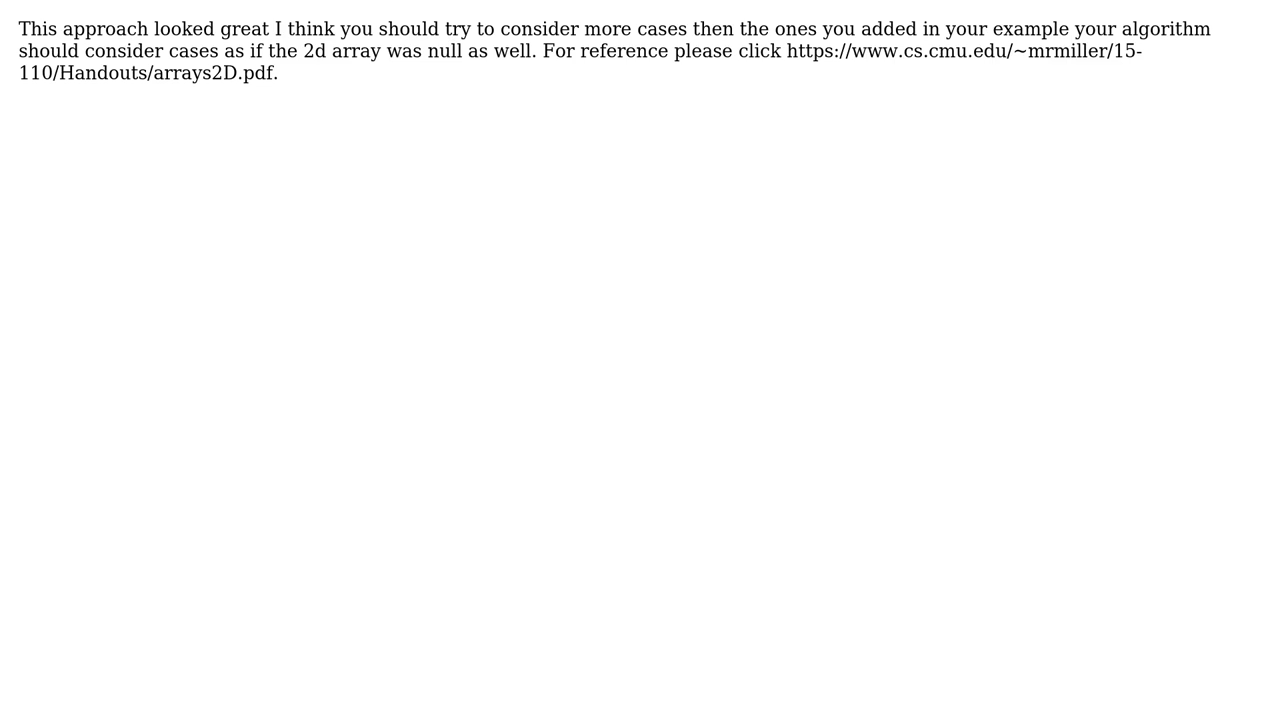 This approach looked great I think you should try to consider more cases then the ones you added in your example your algorithm
should consider cases as if the 2d array was null as well. For reference please click https://www.cs.cmu.edu/~mrmiller/15-
110/Handouts/arrays2D.pdf.